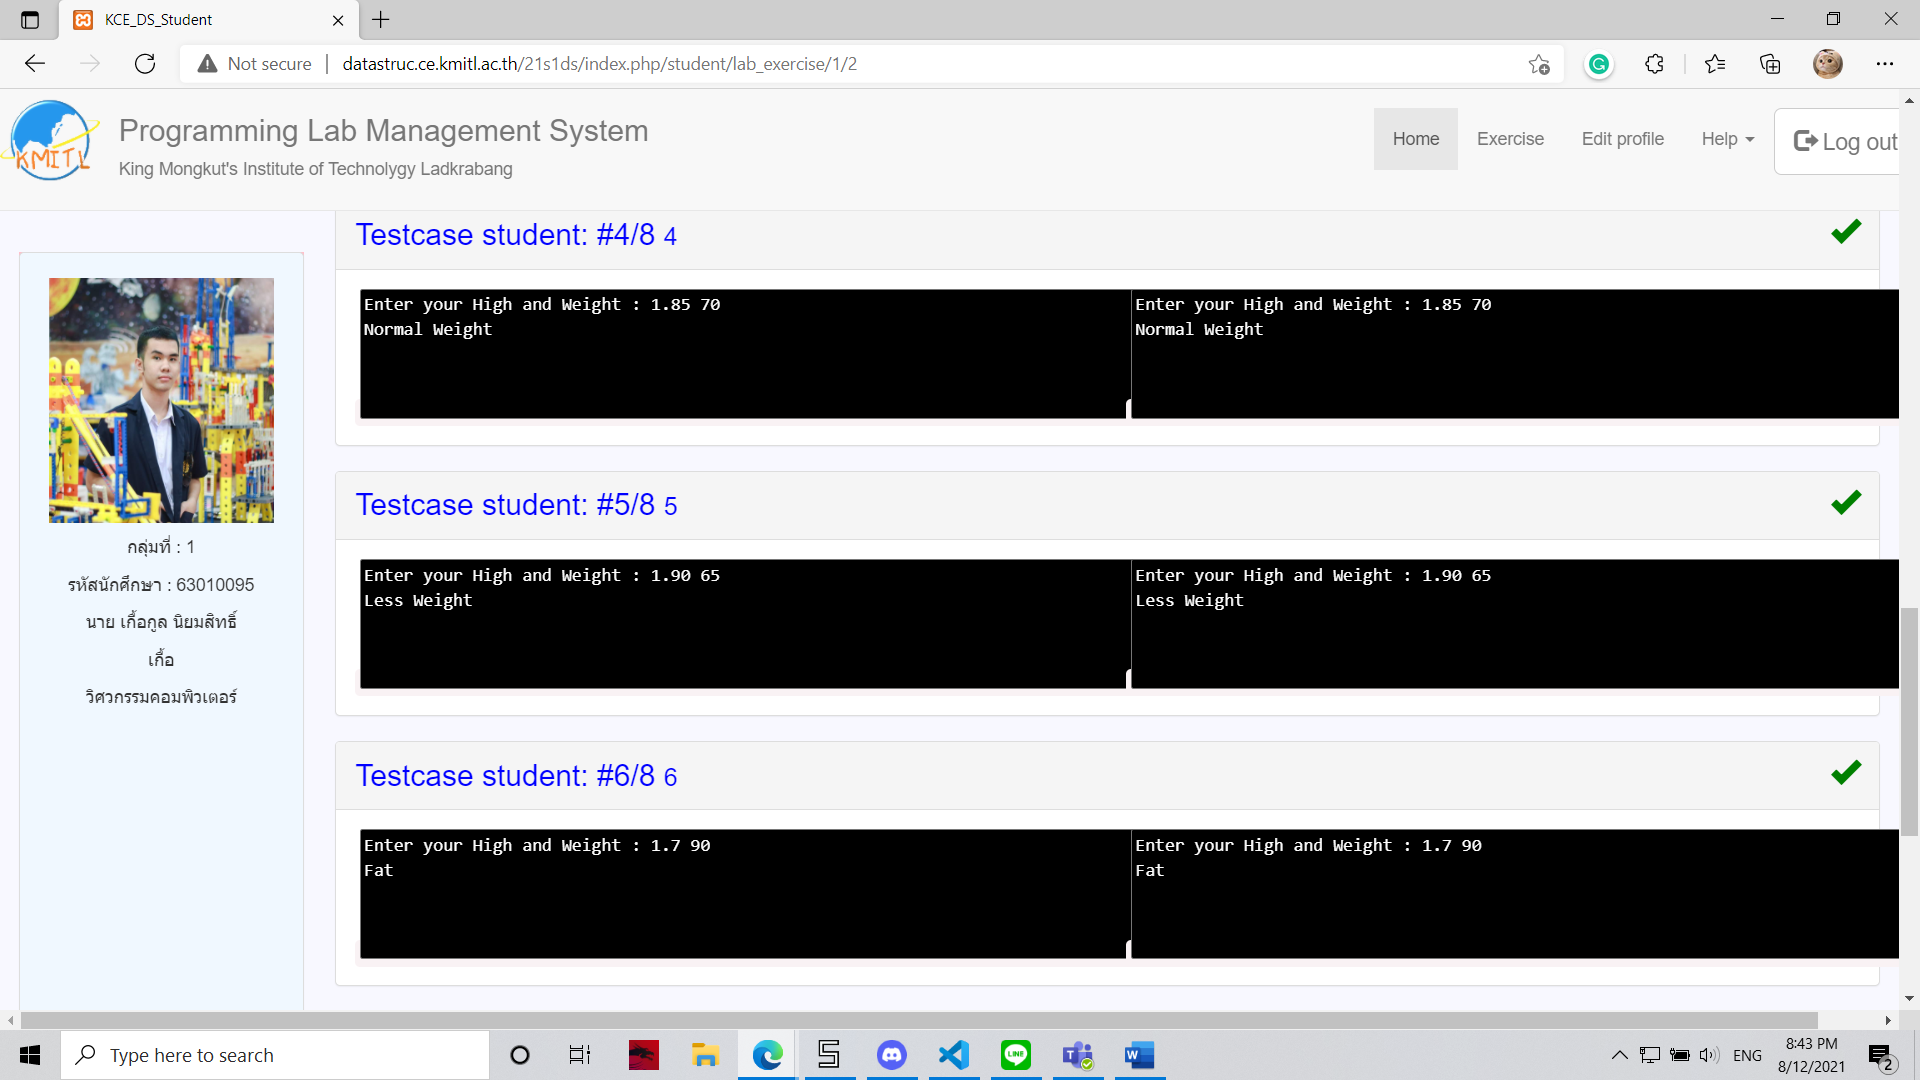 KCE_DS_Student
Not secure
datastruc.ce.kmitl.ac.th/21s1ds/index.php/student/lab_exercise/1/2
KMITL
Programming Lab Management System
King Mongkut's Institute of Technolygy Ladkrabang
Home
Exercise
Edit profile
Help
Log out
กลุ่มที่ : 1
รหัสนักศึกษา : 63010095
นาย เกื้อกูล นิยมสิทธิ์
เกื้อ
วิศวกรรมคอมพิวเตอร์
Testcase student: #4/8 4
Enter your High and Weight : 1.85 70
Normal Weight
Enter your High and Weight : 1.85 70
Normal Weight
Testcase student: #5/8 5
Enter your High and Weight : 1.90 65
Less Weight
Enter your High and Weight : 1.90 65
Less Weight
Testcase student: #6/8 6
Enter your High and Weight : 1.7 90
Fat
Enter your High and Weight : 1.7 90
Fat
Type here to search
LINE
ENG
8:43 PM
8/12/2021
2